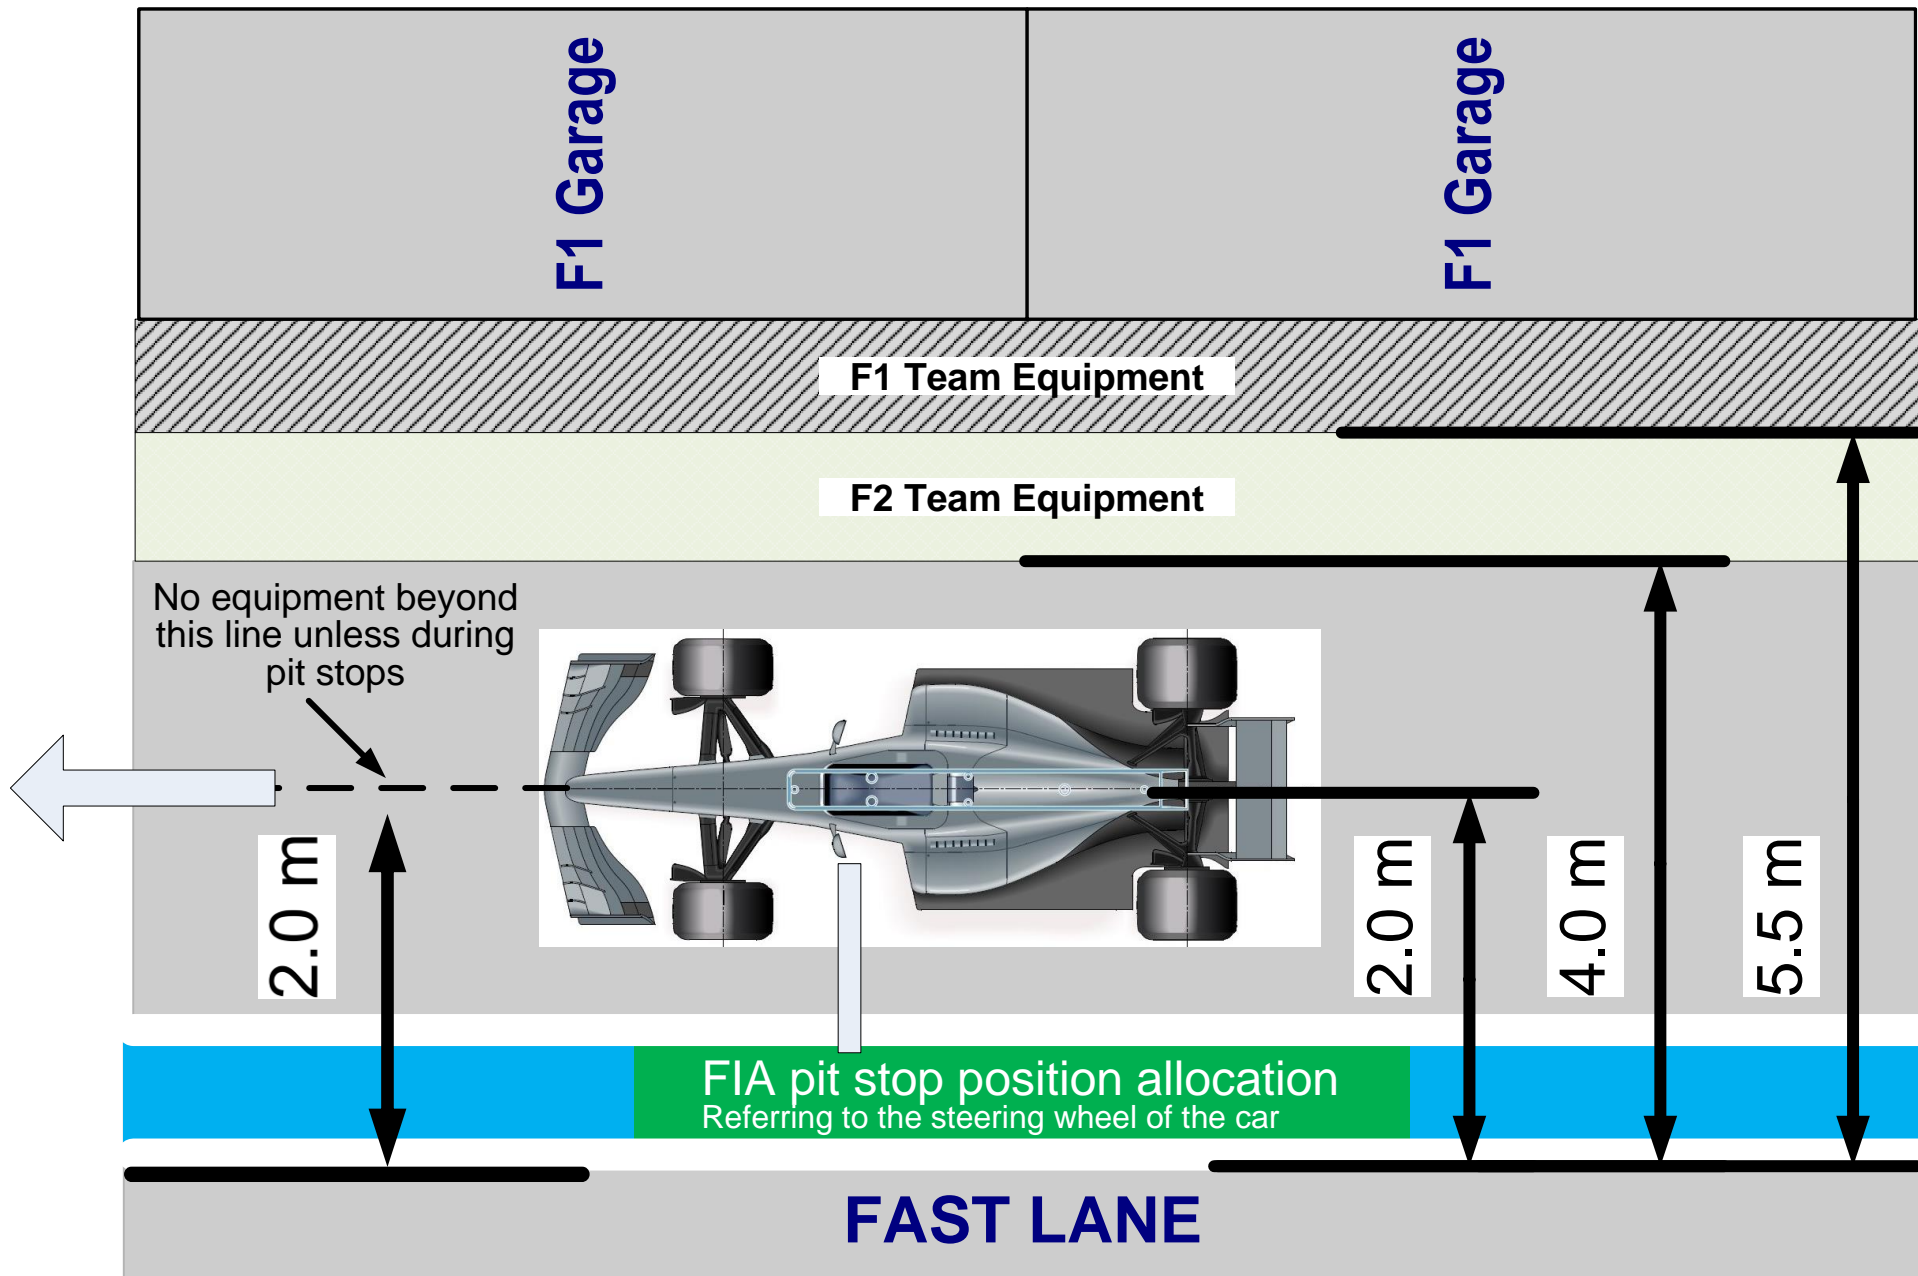 F1 Garage
F1 Garage
F1 Team Equipment
F2 Team Equipment
No equipment beyond
this line unless during
pit stops
2.0 m
2.0 m
4.0 m
5.5 m
FIA pit stop position allocation
Referring to the steering wheel of the car
FAST LANE